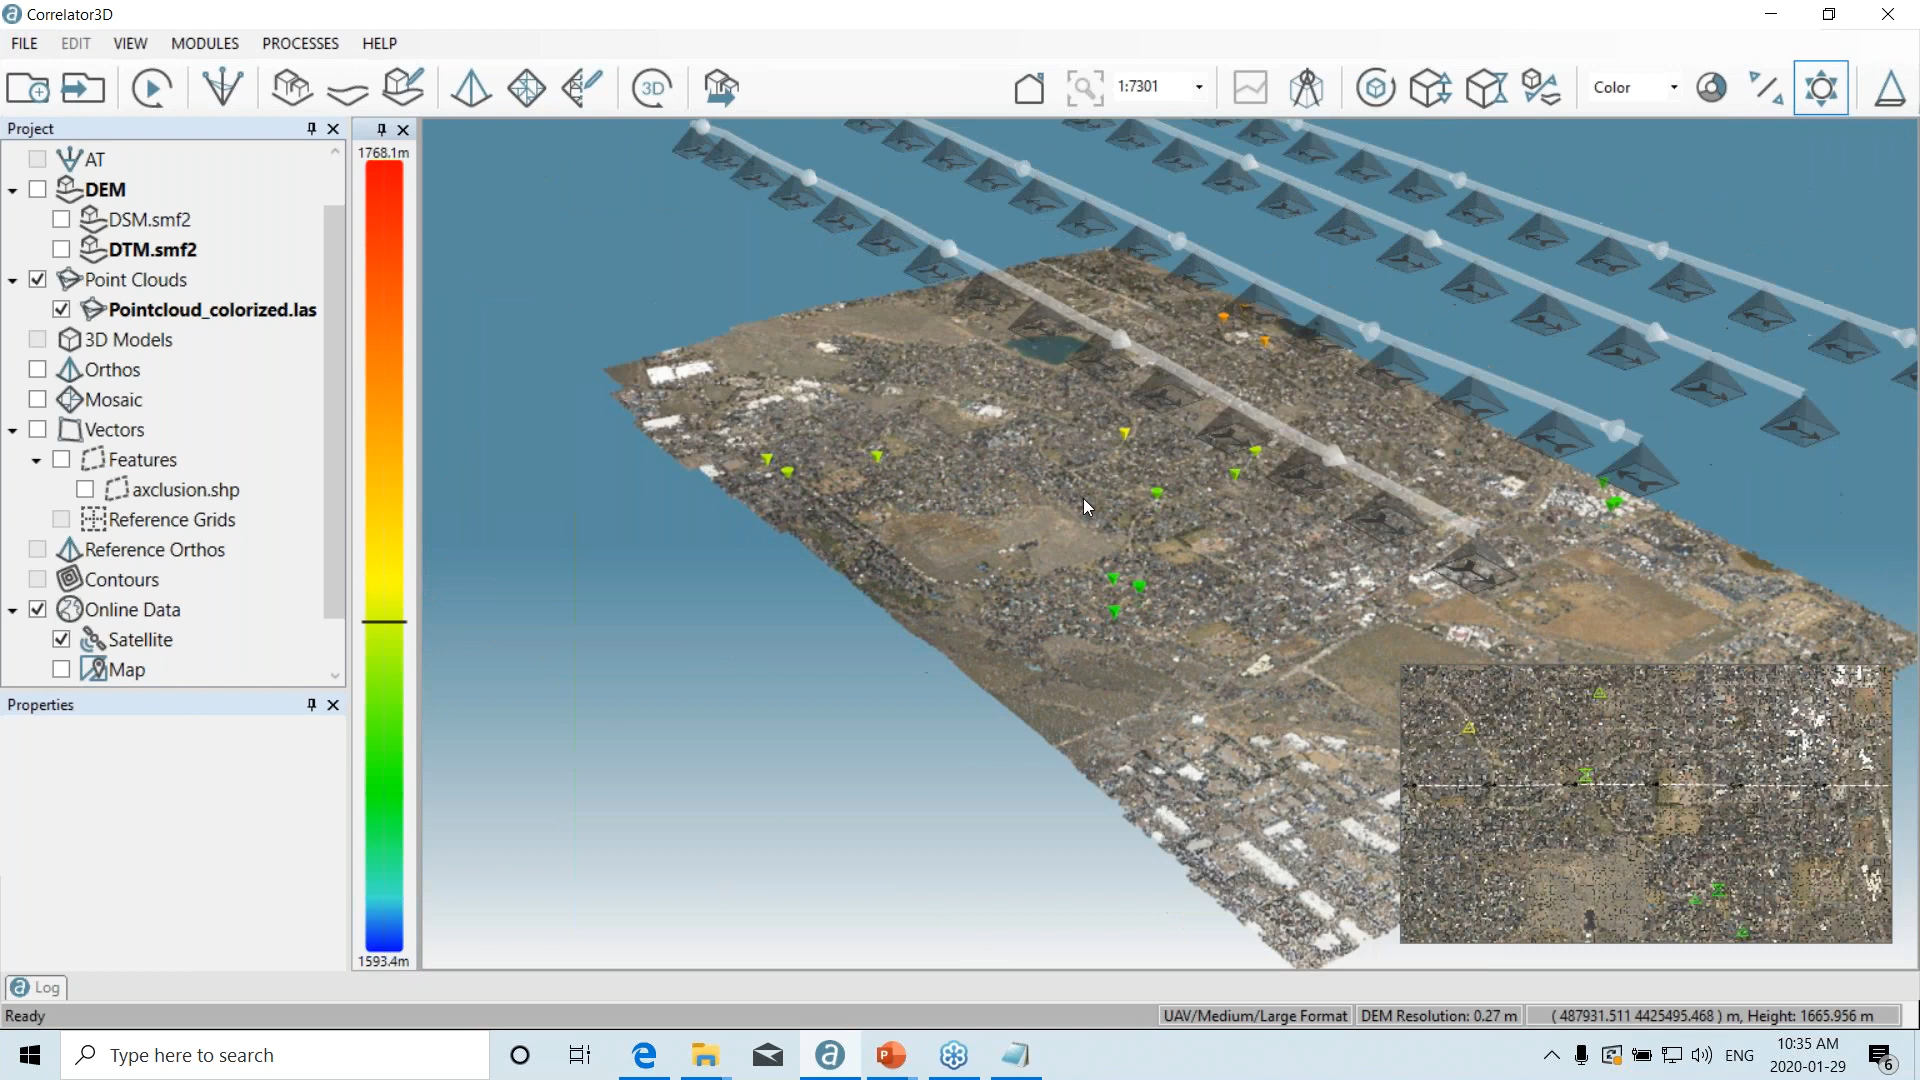 Correlator3D
FILE EDIT VIEW MODULES PROCESSES HELP
3D
1:7301
Color
Project
AT
DEM
DSM.smf2
DTM.smf2
Point Clouds
Pointcloud_colorized.las
3D Models
Orthos
Mosaic
Vectors
Features
axclusion.shp
Reference Grids
Reference Orthos
Contours
Online Data
Satellite
Map
Properties
1768.1m
1593.4m
Log
Ready
UAV/Medium/Large Format
DEM Resolution: 0.27 m
( 487931.511 4425495.468 ) m, Height: 1665.956 m
Type here to search
ENG
10:35 AM
2020-01-29
6